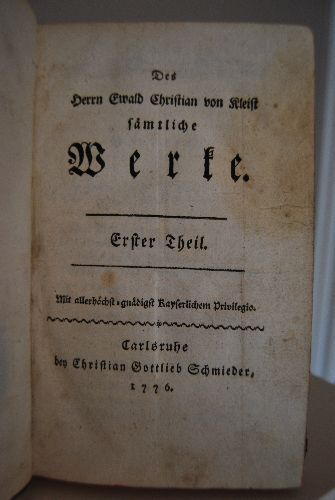 Des
Herrn Ewald Christian von Kleist
sämtliche
Werke.
Erster Theil.
Mit allerhöchst-gnädigst Kayserlichem Privilegio.
Carlsruhe
bey Christian Gottlieb Schmieder,
1776.